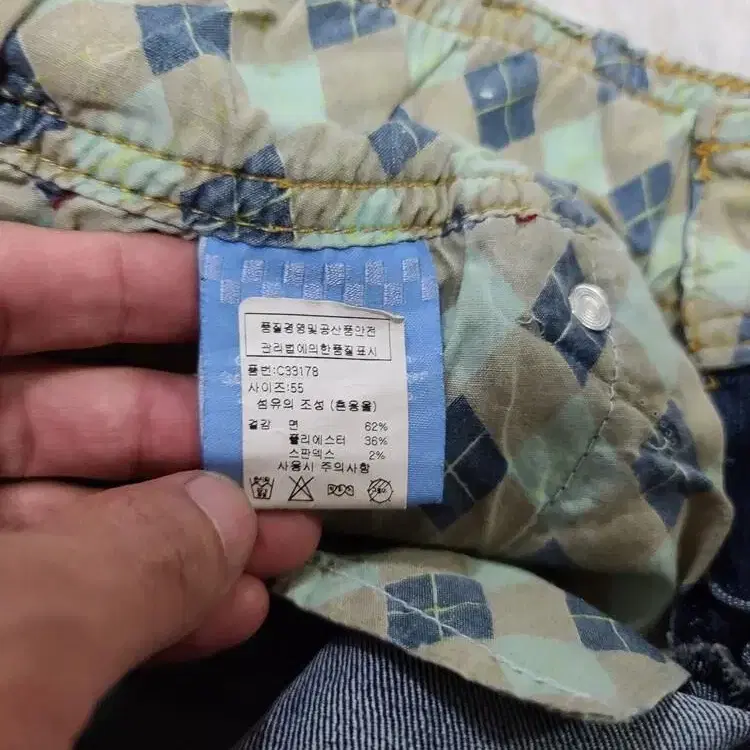 품질경영및공산품안전
관리법에의한품질표시
품번:C33178
사이즈:55
섬유의 조성 (혼용율)
겉감 면 62%
폴리에스터 36%
스판덱스 2%
사용시 주의사항